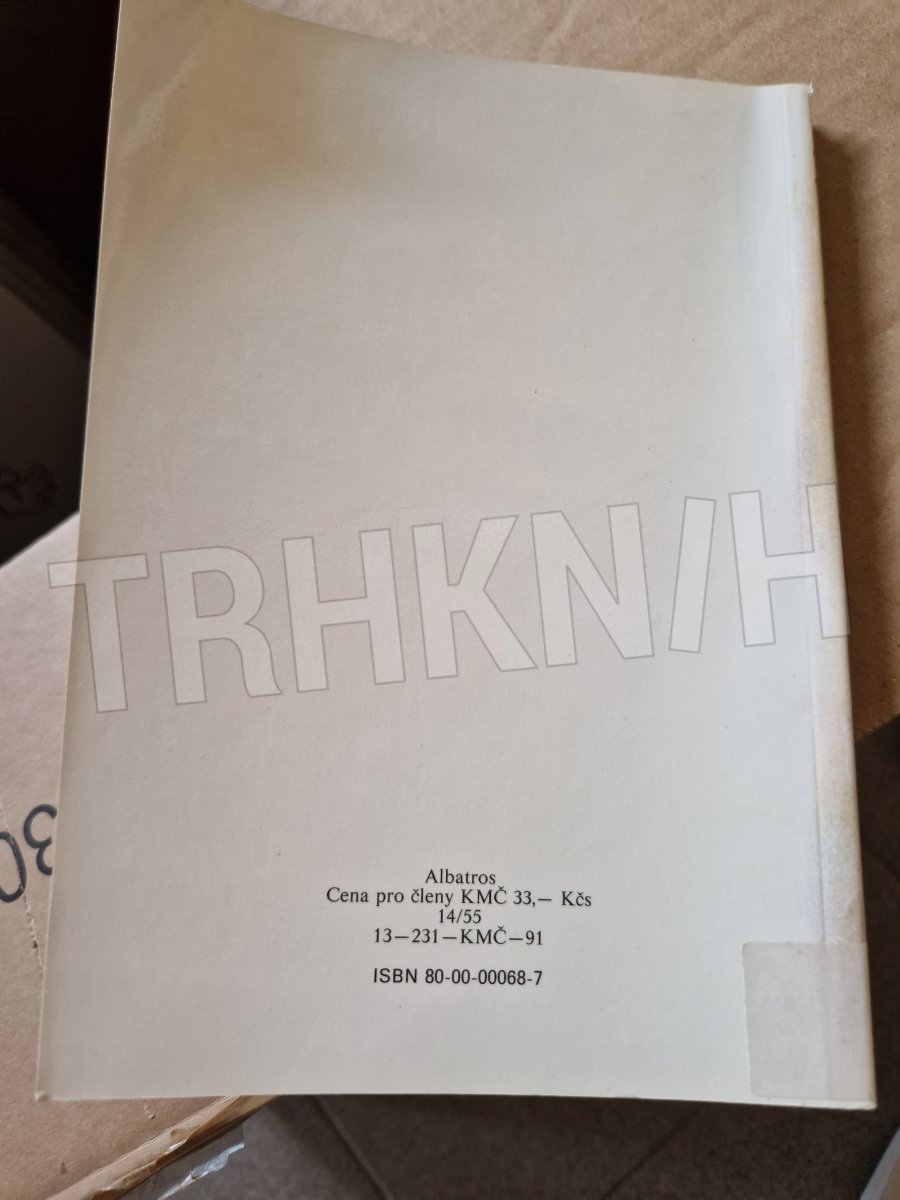 TRHKNIH
Albatros
Cena pro členy KMČ 33,— Kčs
14/55
13—231—KMČ—91
ISBN 80-00-00068-7
30